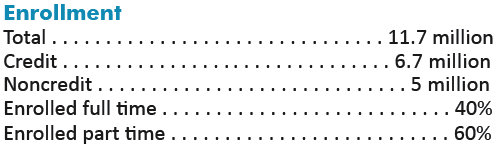 Enrollment
Total . . . . . . . . . . . . . . . . . . . . . . . . . . . . . . . 11.7 million
Credit . . . . . . . . . . . . . . . . . . . . . . . . . . . . . . . 6.7 million
Noncredit . . . . . . . . . . . . . . . . . . . . . . . . . . . . . 5 million
Enrolled full time . . . . . . . . . . . . . . . . . . . . . . . . . . . 40%
Enrolled part time . . . . . . . . . . . . . . . . . . . . . . . . . . 60%